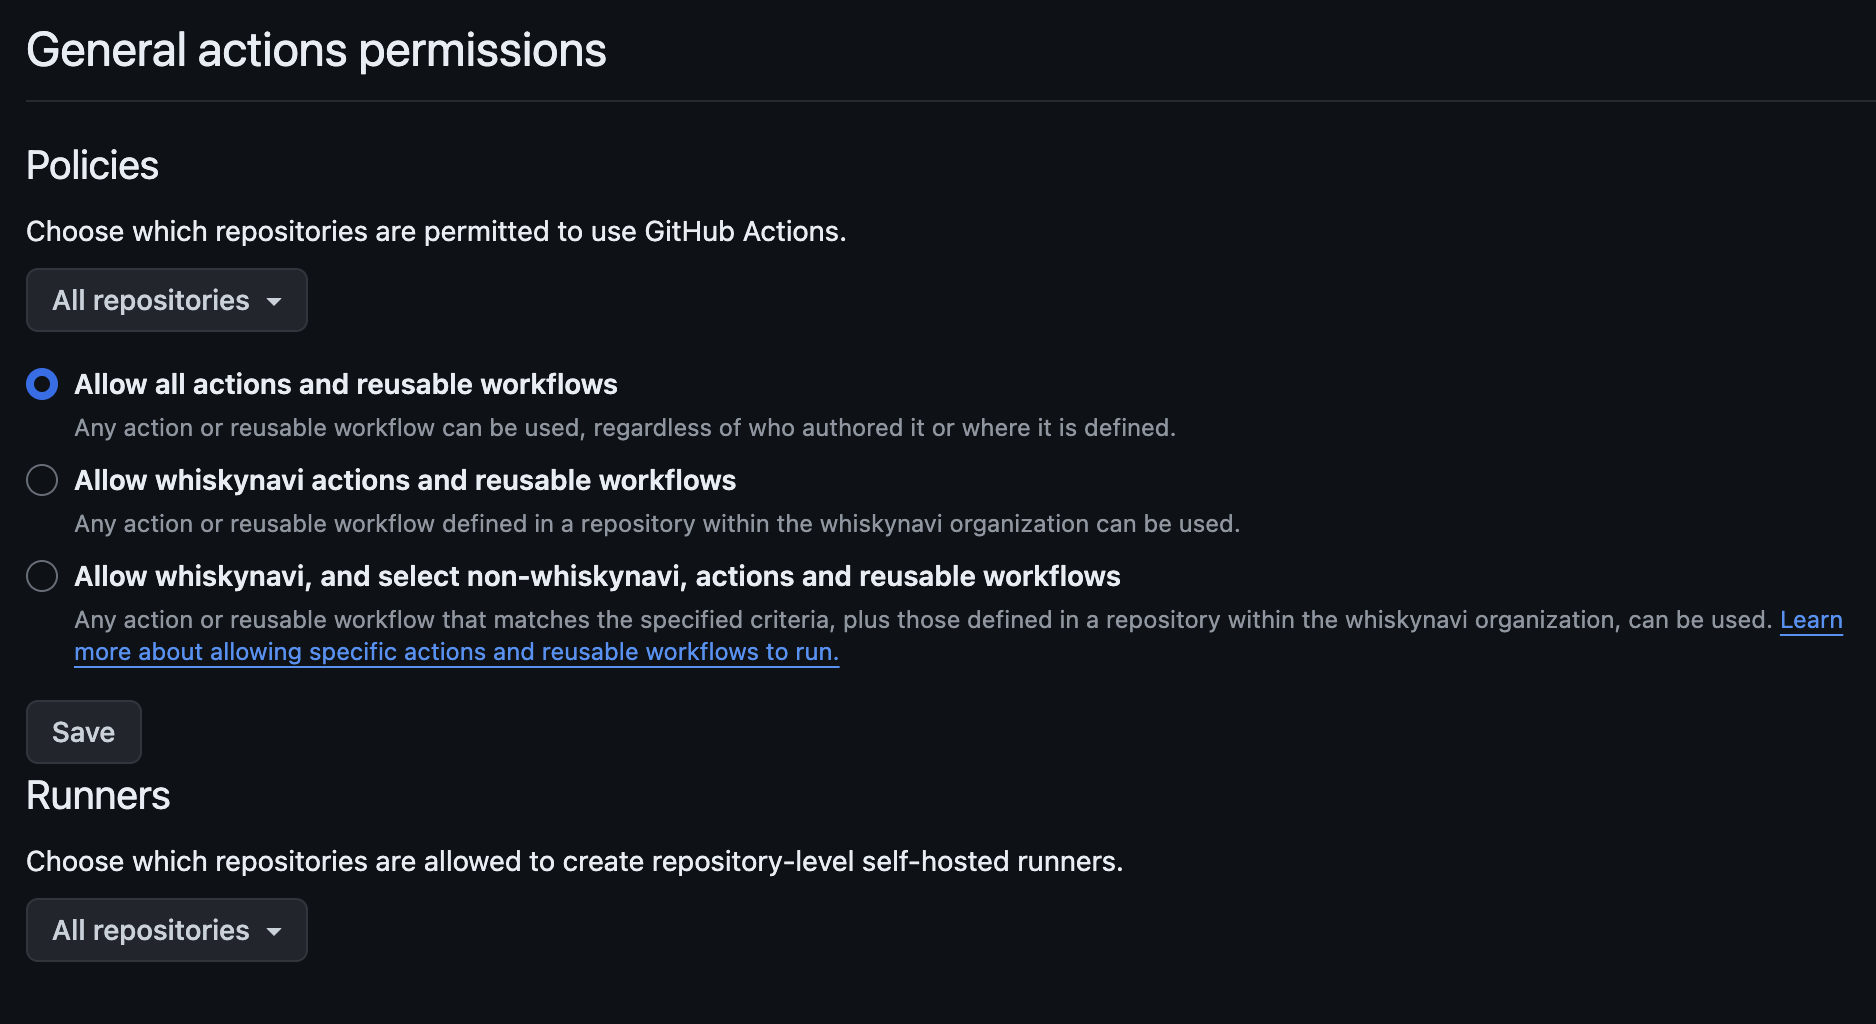 General actions permissions
Policies
Choose which repositories are permitted to use GitHub Actions.
All repositories
Allow all actions and reusable workflows
Any action or reusable workflow can be used, regardless of who authored it or where it is defined.
Allow whiskynavi actions and reusable workflows
Any action or reusable workflow defined in a repository within the whiskynavi organization can be used.
Allow whiskynavi, and select non-whiskynavi, actions and reusable workflows
Any action or reusable workflow that matches the specified criteria, plus those defined in a repository within the whiskynavi organization, can be used. Learn
more about allowing specific actions and reusable workflows to run.
Save
Runners
Choose which repositories are allowed to create repository-level self-hosted runners.
All repositories